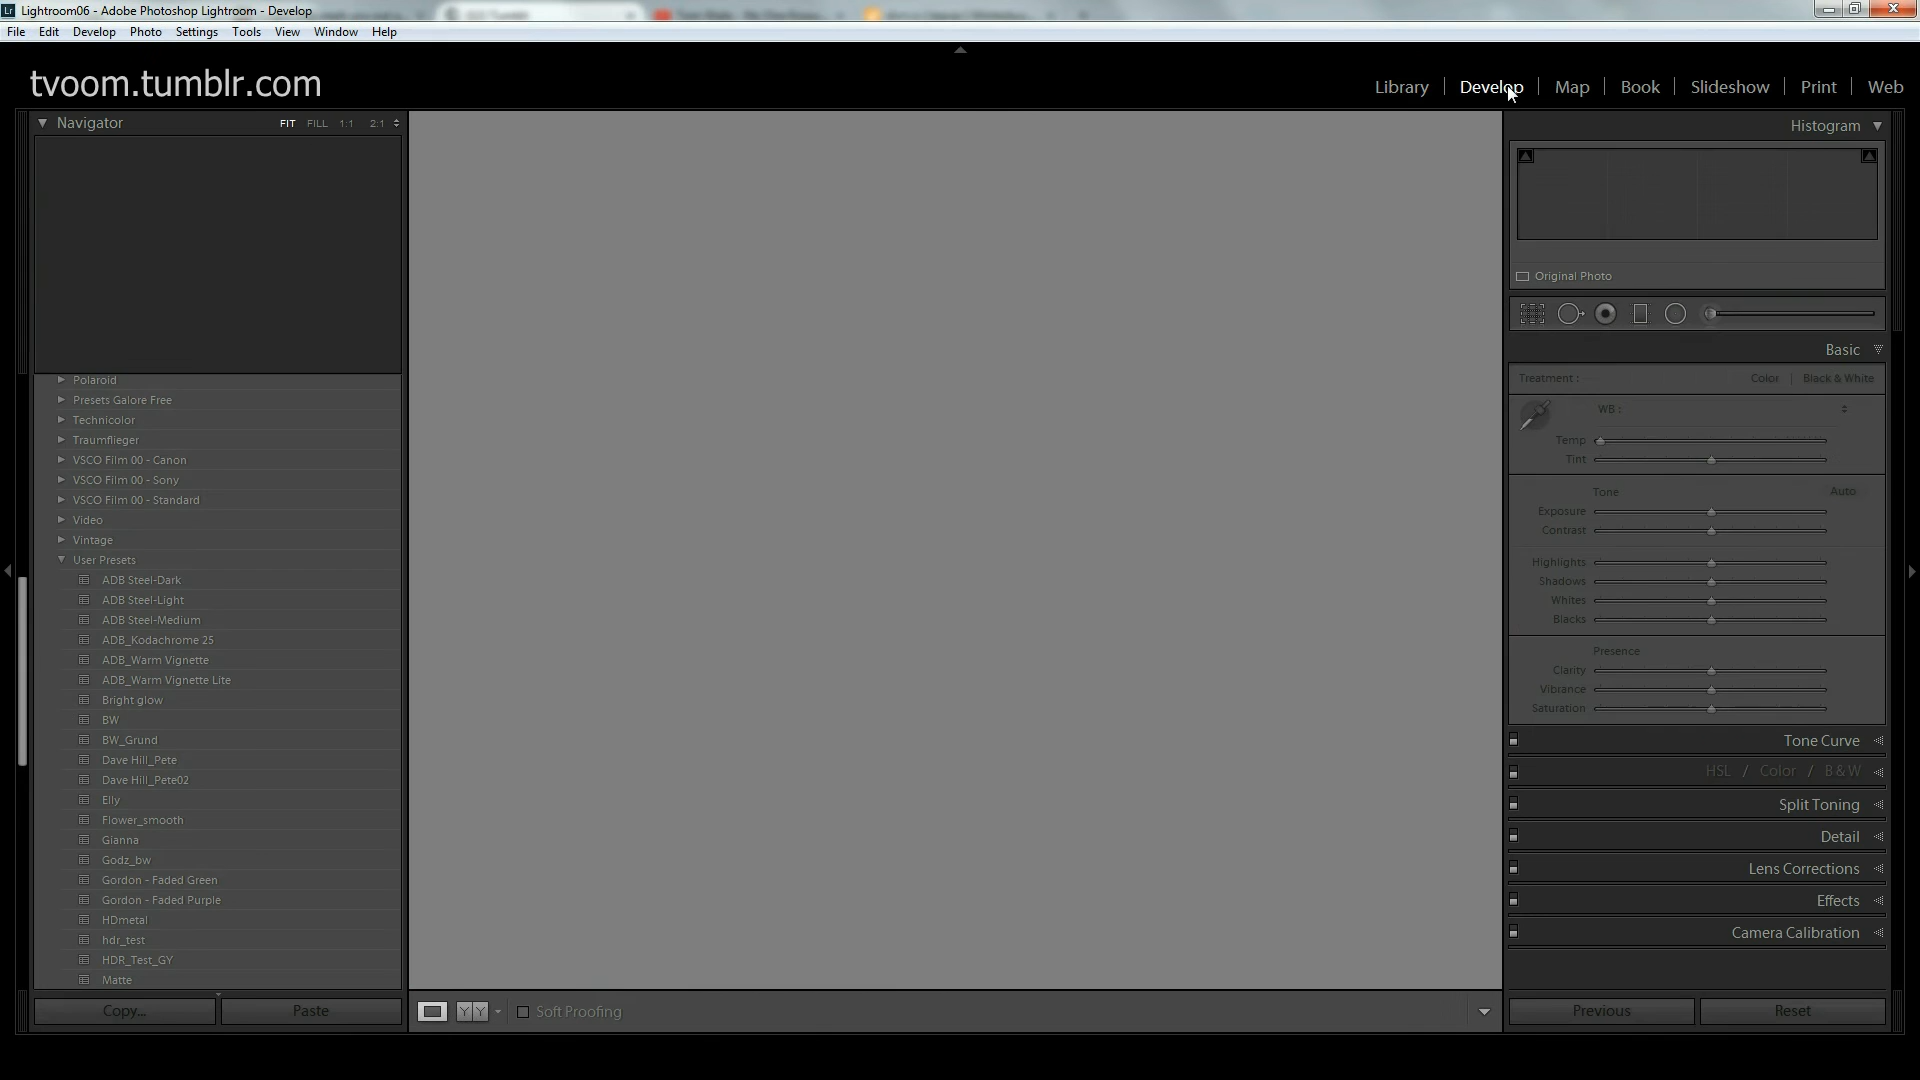 Lightroom06 - Adobe Photoshop Lightroom - Develop
File Edit Develop Photo Settings Tools View Window Help
tvoom.tumblr.com
Library | Develop | Map | Book | Slideshow | Print | Web
Navigator FIT FILL 1:1 2:1
Polaroid
Presets Galore Free
Technicolor
Traumflieger
VSCO Film 00 - Canon
VSCO Film 00 - Sony
VSCO Film 00 - Standard
Video
Vintage
User Presets
ADB Steel-Dark
ADB Steel-Light
ADB Steel-Medium
ADB_Kodachrome 25
ADB_Warm Vignette
ADB_Warm Vignette Lite
Bright glow
BW
BW_Grund
Dave Hill_Pete
Dave Hill_Pete02
Elly
Flower_smooth
Gianna
Godz_bw
Gordon - Faded Green
Gordon - Faded Purple
HDmetal
hdr_test
HDR_Test_GY
Matte
Copy... Paste
Soft Proofing
Histogram
Original Photo
Basic
Treatment : Color | Black & White
WB :
Temp
Tint
Tone Auto
Exposure
Contrast
Highlights
Shadows
Whites
Blacks
Presence
Clarity
Vibrance
Saturation
Tone Curve
HSL / Color / B & W
Split Toning
Detail
Lens Corrections
Effects
Camera Calibration
Previous Reset